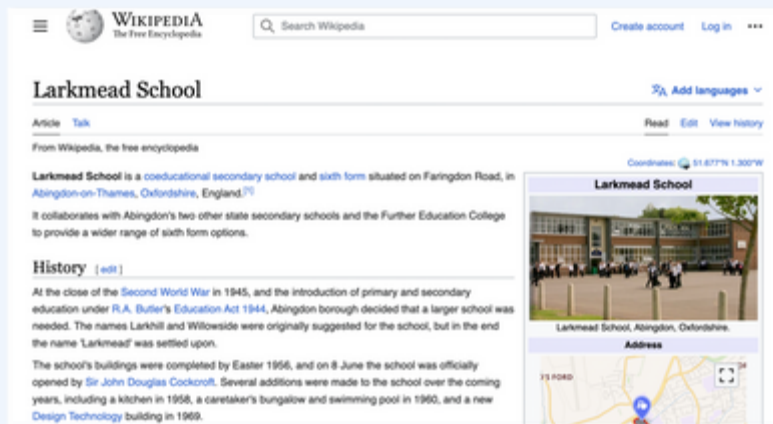 WIKIPEDIA
The Free Encyclopedia
Search Wikipedia
Create account Log in
Larkmead School
Add languages
Article Talk
Read Edit View history
From Wikipedia, the free encyclopedia
Coordinates: 51.677°N 1.300°W
Larkmead School is a coeducational secondary school and sixth form situated on Faringdon Road, in
Abingdon-on-Thames, Oxfordshire, England.[1]
It collaborates with Abingdon's two other state secondary schools and the Further Education College
to provide a wider range of sixth form options.
History [edit]
At the close of the Second World War in 1945, and the introduction of primary and secondary
education under R.A. Butler's Education Act 1944, Abingdon borough decided that a larger school was
needed. The names Larkhill and Willowside were originally suggested for the school, but in the end
the name 'Larkmead' was settled upon.
The school's buildings were completed by Easter 1956, and on 8 June the school was officially
opened by Sir John Douglas Cockcroft. Several additions were made to the school over the coming
years, including a kitchen in 1958, a caretaker's bungalow and swimming pool in 1960, and a new
Design Technology building in 1969.
Larkmead School
Larkmead School, Abingdon, Oxfordshire.
Address
'S FORD